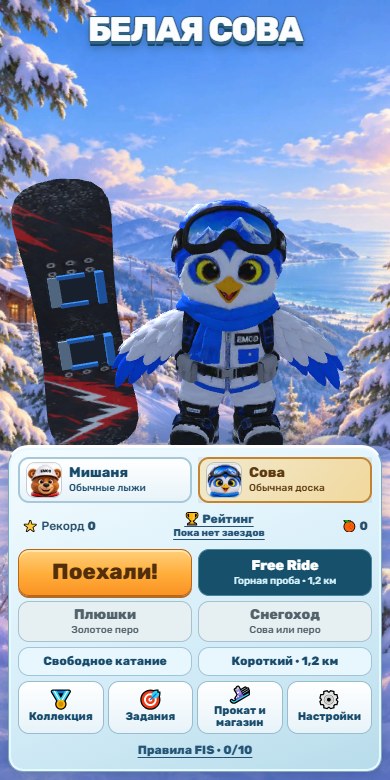 БЕЛАЯ СОВА
EMCO
EMCO
Мишаня
Обычные лыжи
Сова
Обычная доска
Рекорд 0
Рейтинг
Пока нет заездов
0
Поехали!
Free Ride
Горная проба • 1,2 км
Плюшки
Золотое перо
Снегоход
Сова или перо
Свободное катание
Короткий • 1,2 км
Коллекция
Задания
Прокат и
магазин
Настройки
Правила FIS • 0/10